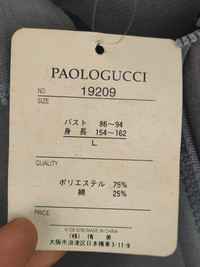 PAOLOGUCCI
NO. 19209
SIZE
バスト 86～94
身長 154～162
L
QUALITY
ポリエステル 75%
綿 25%
PRICE
MADE IN CHINA
大阪市浪速区日本橋東3-11-9